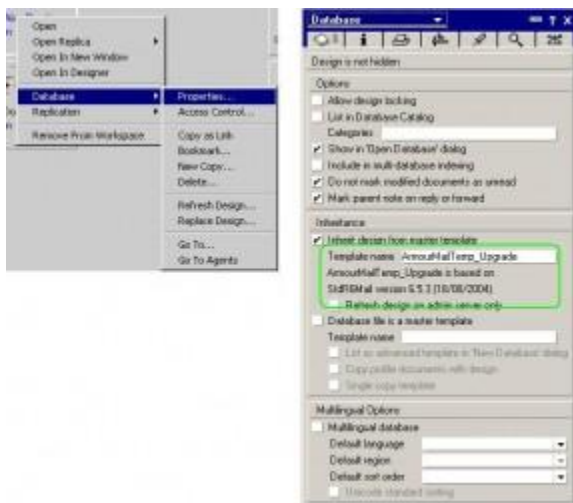 Open
Open Replica
Open In New Window
Open In Designer
Database
Replication
Remove From Workspace
Properties...
Access Control...
Copy as Link
Bookmark...
New Copy...
Delete...
Refresh Design...
Replace Design...
Go To...
Go To Agents
Database
? X
Design is not hidden
Options
Allow design locking
List in Database Catalog
Categories
Show in 'Open Database' dialog
Include in multi-database indexing
Do not mark modified documents as unread
Mark parent note on reply or forward
Inheritance
Inherit design from master template
Template name ArmourMailTemp_Upgrade
ArmourMailTemp_Upgrade is based on
StdR6Mail version 6.5.3 (18/08/2004)
Refresh design on admin server only
Database file is a master template
Template name
List as advanced template in 'New Database' dialog
Copy profile documents with design
Single copy template
Multilingual Options
Multilingual database
Default language
Default region
Default sort order
Unicode standard sorting